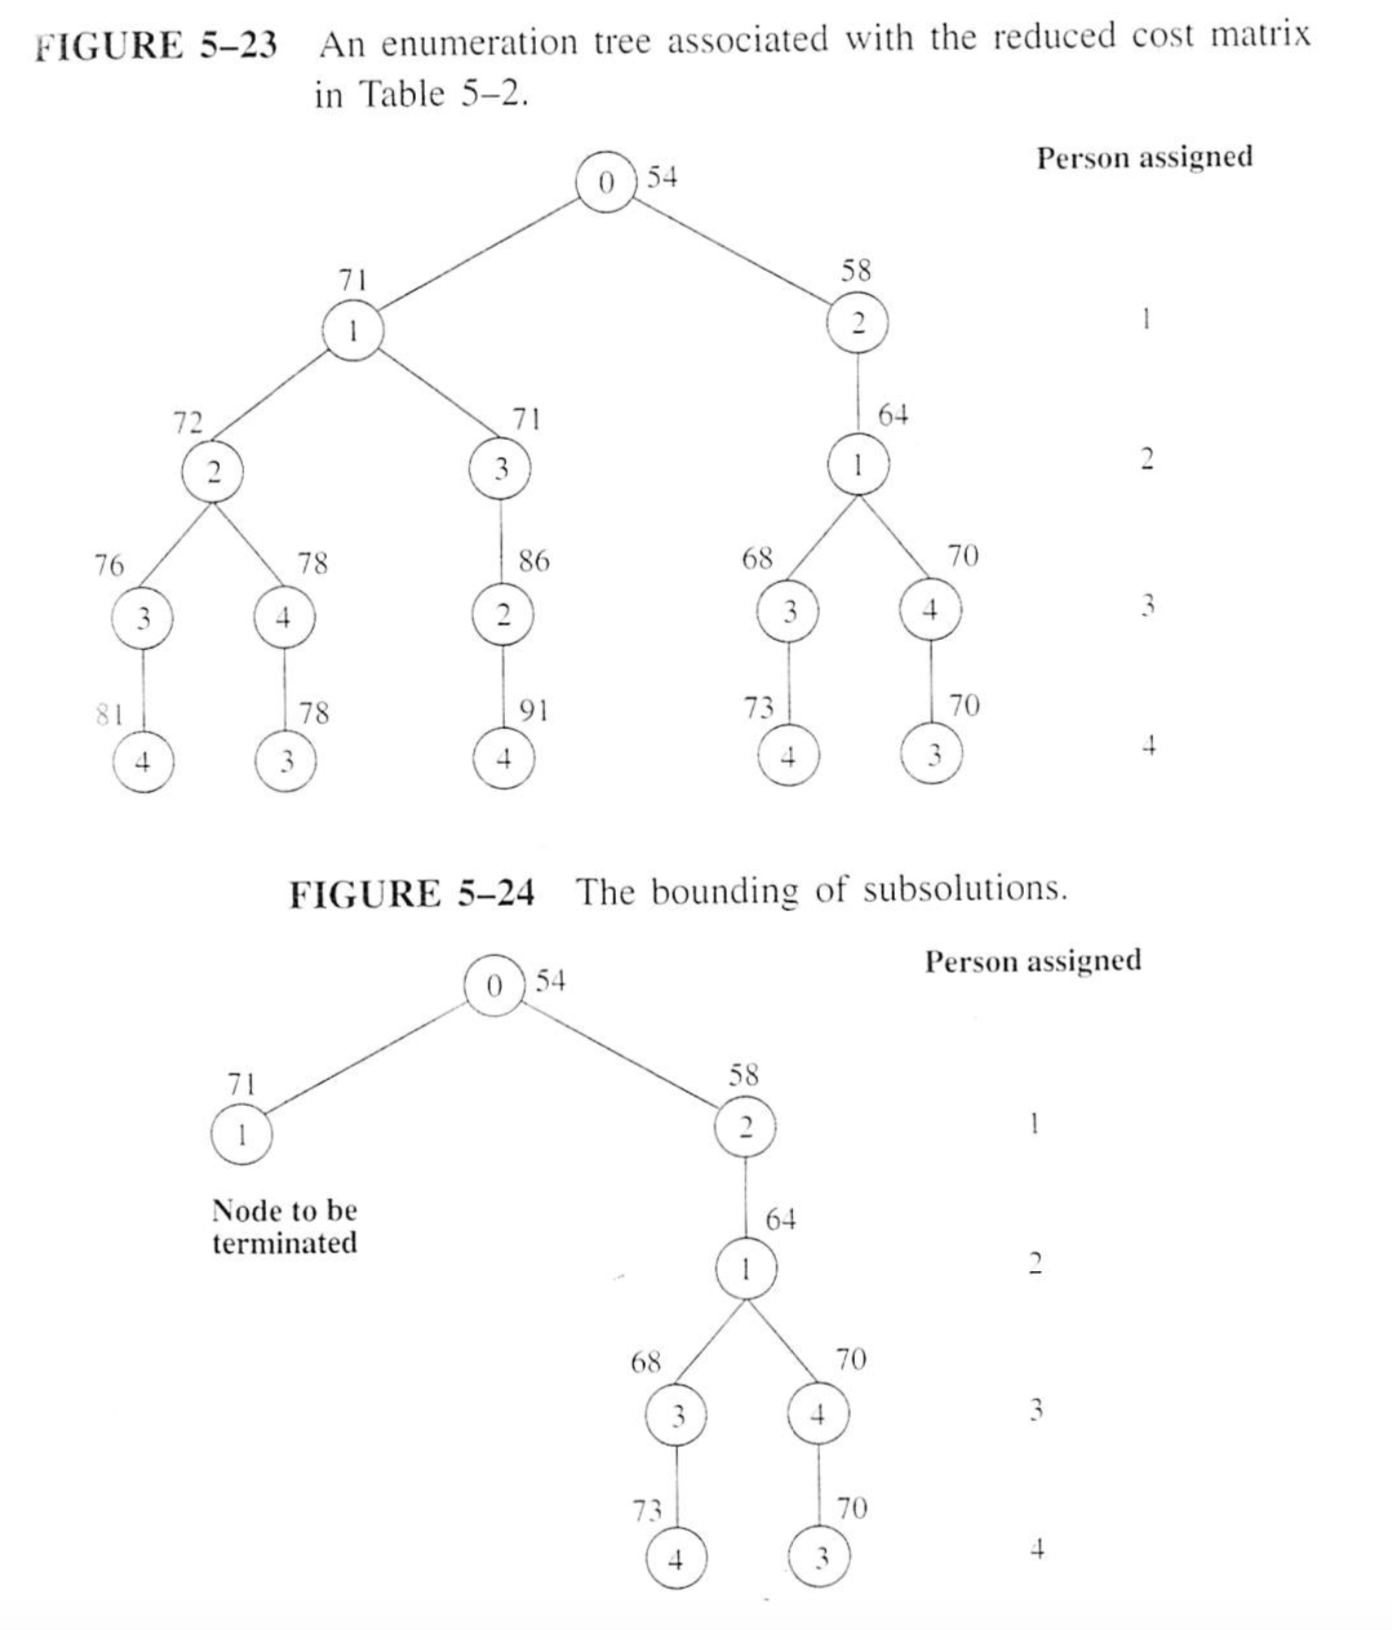 FIGURE 5–23 An enumeration tree associated with the reduced cost matrix
in Table 5–2.
Person assigned
0 54
71 58
1 2 1
72 71 64
2 3 1 2
76 78 86 68 70
3 4 2 3 4 3
81 78 91 73 70
4 3 4 4 3 4
FIGURE 5–24 The bounding of subsolutions.
Person assigned
0 54
71 58
1 2 1
Node to be
terminated
64
1 2
68 70
3 4 3
73 70
4 3 4